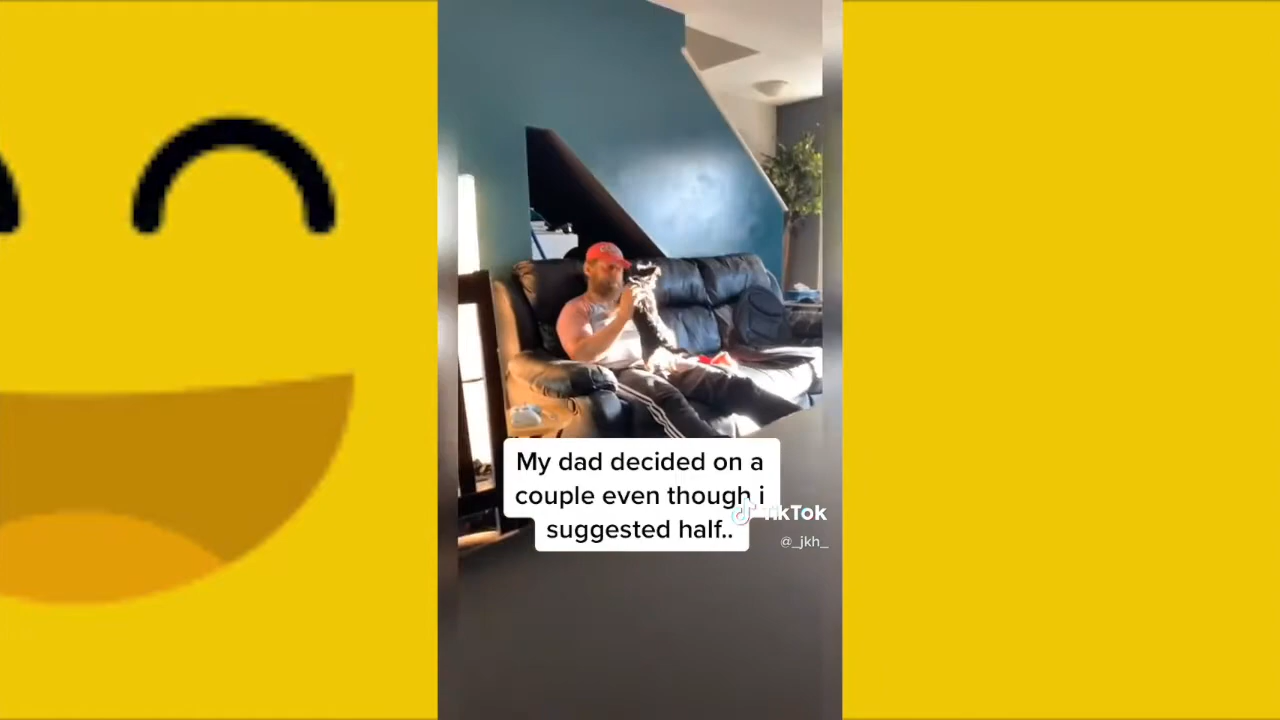 My dad decided on a
couple even though i
suggested half..
TikTok
@_jkh_